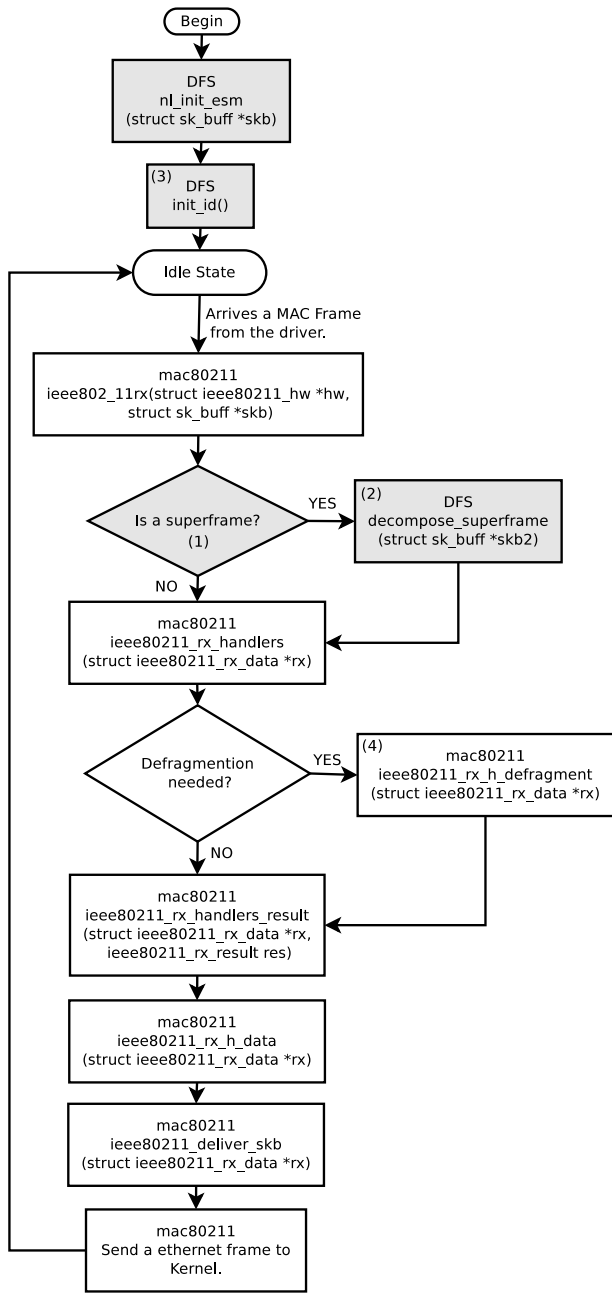 Begin
DFS
nl_init_esm
(struct sk_buff *skb)
(3)
DFS
init_id()
Idle State
Arrives a MAC Frame
from the driver.
mac80211
ieee802_11rx(struct ieee80211_hw *hw,
struct sk_buff *skb)
Is a superframe?
(1)
YES
(2)
DFS
decompose_superframe
(struct sk_buff *skb2)
NO
mac80211
ieee80211_rx_handlers
(struct ieee80211_rx_data *rx)
Defragmention
needed?
YES
(4)
mac80211
ieee80211_rx_h_defragment
(struct ieee80211_rx_data *rx)
NO
mac80211
ieee80211_rx_handlers_result
(struct ieee80211_rx_data *rx,
ieee80211_rx_result res)
mac80211
ieee80211_rx_h_data
(struct ieee80211_rx_data *rx)
mac80211
ieee80211_deliver_skb
(struct ieee80211_rx_data *rx)
mac80211
Send a ethernet frame to
Kernel.